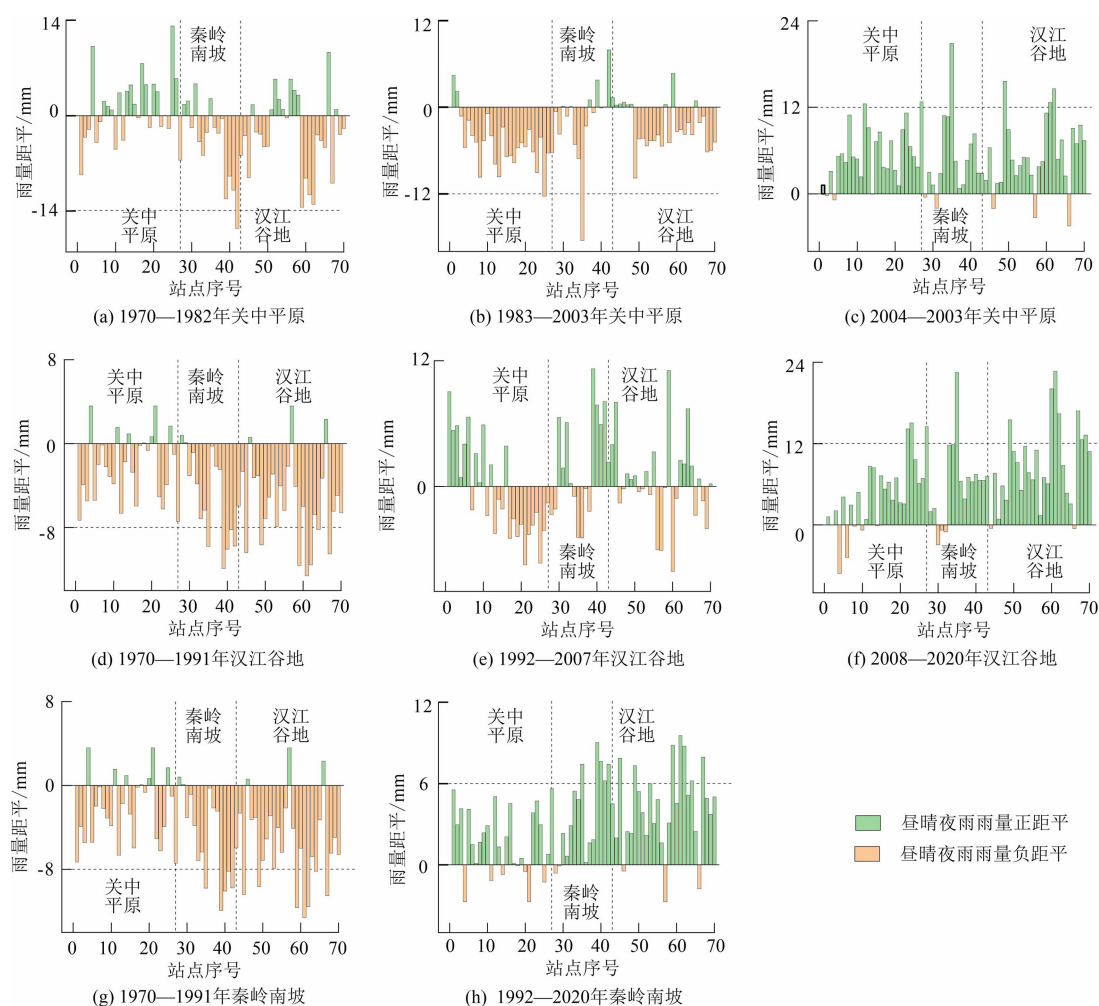 14
0
-14
雨量距平/mm
秦岭
南坡
关中
平原
汉江
谷地
0 10 20 30 40 50 60 70
站点序号
(a) 1970—1982年关中平原
12
0
-12
雨量距平/mm
秦岭
南坡
关中
平原
汉江
谷地
0 10 20 30 40 50 60 70
站点序号
(b) 1983—2003年关中平原
24
12
0
雨量距平/mm
关中
平原
汉江
谷地
秦岭
南坡
0 10 20 30 40 50 60 70
站点序号
(c) 2004—2003年关中平原
8
0
-8
雨量距平/mm
关中
平原
秦岭
南坡
汉江
谷地
0 10 20 30 40 50 60 70
站点序号
(d) 1970—1991年汉江谷地
12
0
雨量距平/mm
关中
平原
汉江
谷地
秦岭
南坡
0 10 20 30 40 50 60 70
站点序号
(e) 1992—2007年汉江谷地
24
12
0
雨量距平/mm
关中
平原
秦岭
南坡
汉江
谷地
0 10 20 30 40 50 60 70
站点序号
(f) 2008—2020年汉江谷地
8
0
-8
雨量距平/mm
秦岭
南坡
汉江
谷地
关中
平原
0 10 20 30 40 50 60 70
站点序号
(g) 1970—1991年秦岭南坡
12
6
0
雨量距平/mm
关中
平原
汉江
谷地
秦岭
南坡
0 10 20 30 40 50 60 70
站点序号
(h) 1992—2020年秦岭南坡
昼晴夜雨雨量正距平
昼晴夜雨雨量负距平